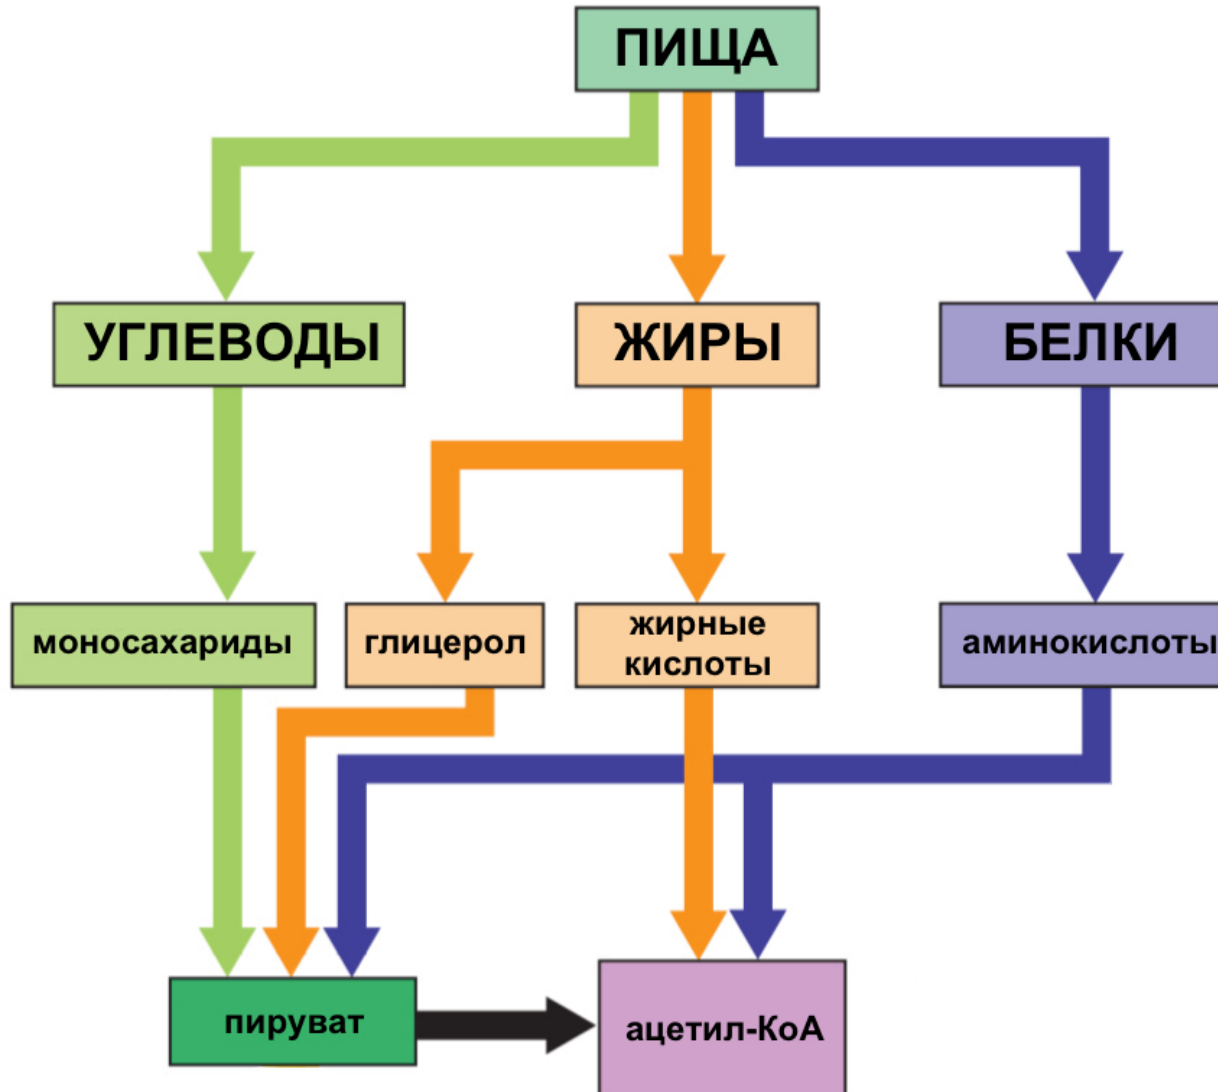 ПИЩА
УГЛЕВОДЫ
ЖИРЫ
БЕЛКИ
моносахариды
глицерол
жирные
кислоты
аминокислоты
пируват
ацетил-КоА